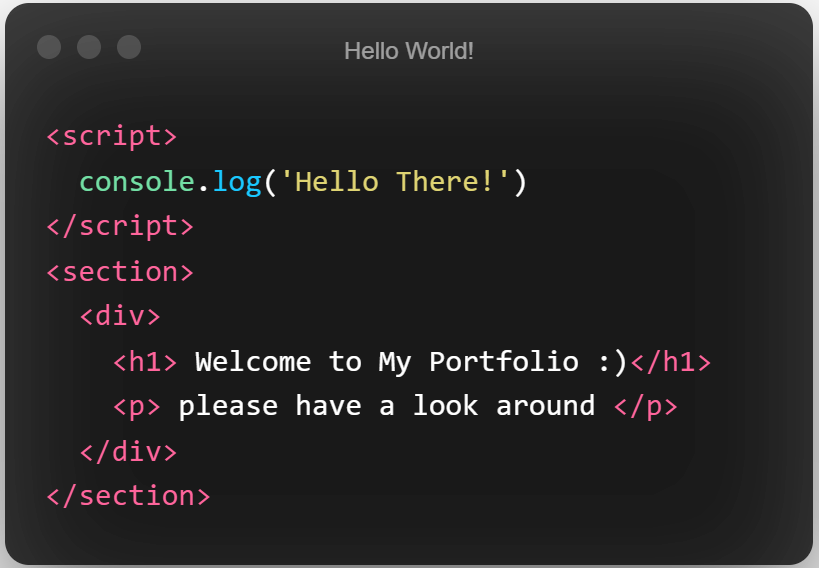 Hello World!
<script>
  console.log('Hello There!')
</script>
<section>
  <div>
    <h1> Welcome to My Portfolio :)</h1>
    <p> please have a look around </p>
  </div>
</section>